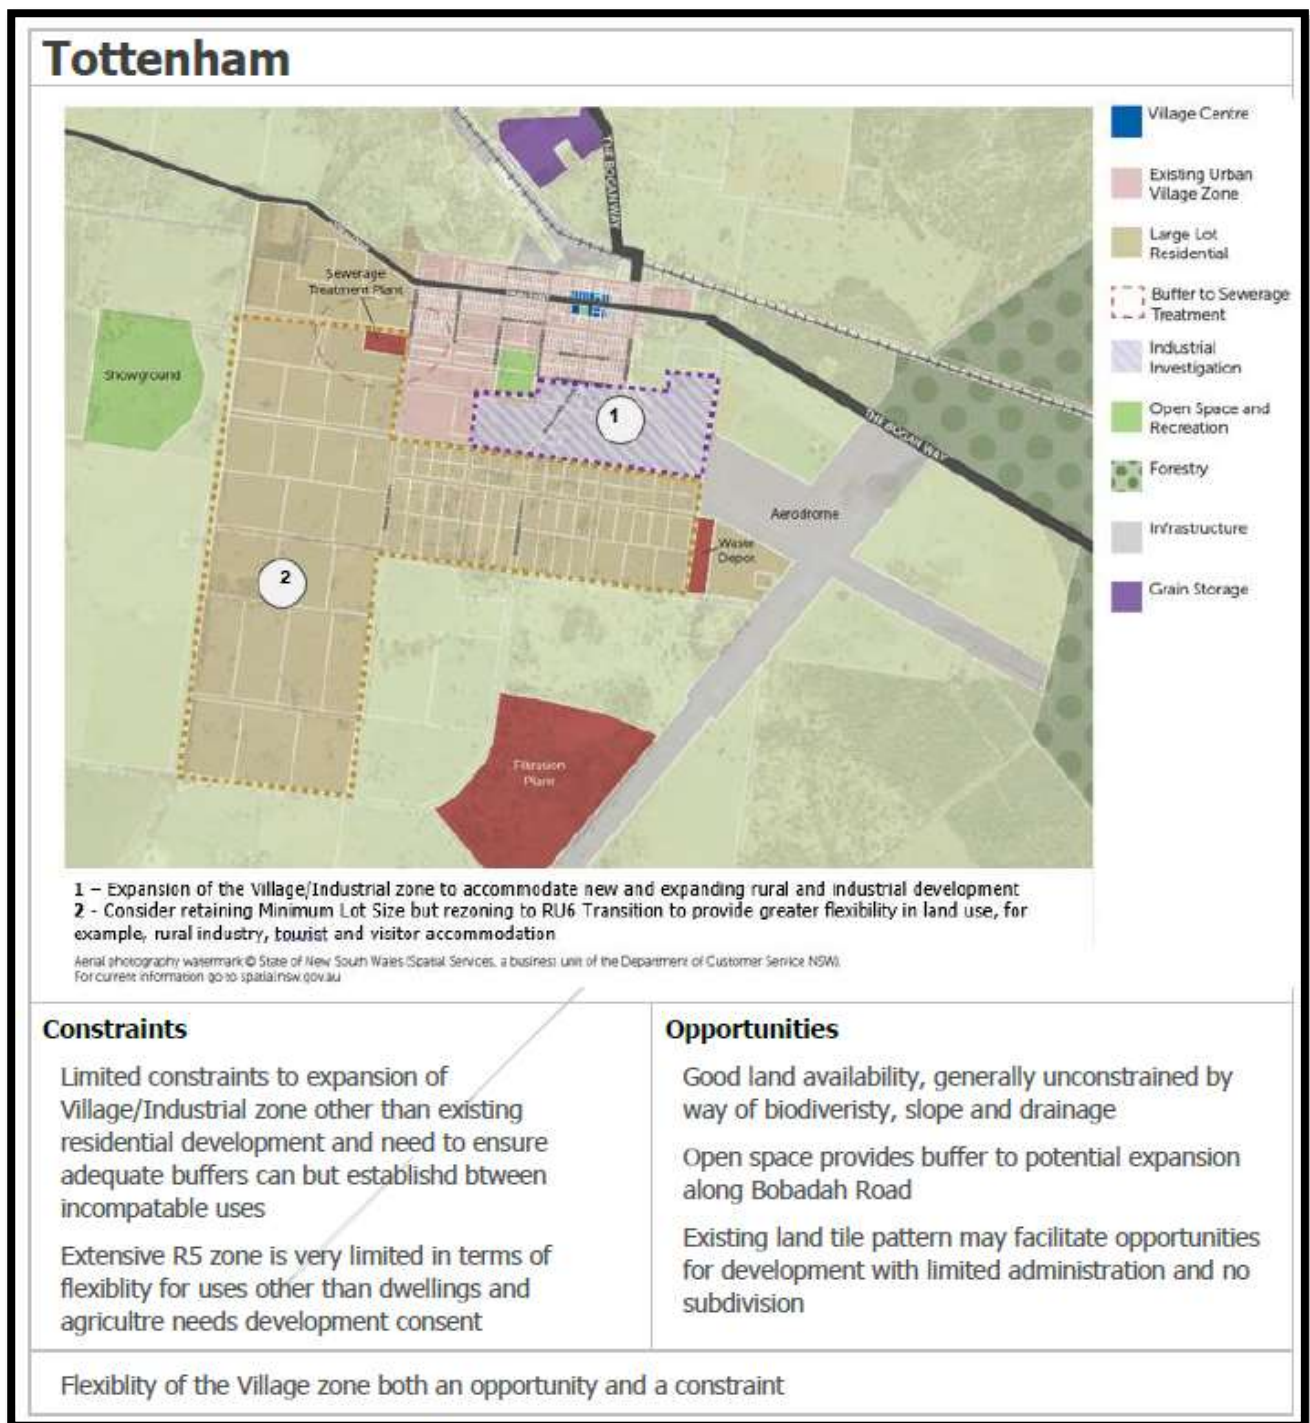 Tottenham
Village Centre
Existing Urban
Village Zone
Large Lot
Residential
Buffer to Sewerage
Treatment
Industrial
Investigation
Open Space and
Recreation
Forestry
Infrastructure
Grain Storage
THE BOGAN WAY
Sewerage
Treatment Plant
Showground
1
THE BOGAN WAY
Aerodrome
Waste
Depot
2
Filtration
Plant
1 – Expansion of the Village/Industrial zone to accommodate new and expanding rural and industrial development
2 - Consider retaining Minimum Lot Size but rezoning to RU6 Transition to provide greater flexibility in land use, for
example, rural industry, tourist and visitor accommodation
Aerial photography watermark © State of New South Wales (Spatial Services, a business unit of the Department of Customer Service NSW).
For current information go to spatial.nsw.gov.au
Constraints
Limited constraints to expansion of
Village/Industrial zone other than existing
residential development and need to ensure
adequate buffers can but establishd btween
incompatable uses
Extensive R5 zone is very limited in terms of
flexiblity for uses other than dwellings and
agricultre needs development consent
Opportunities
Good land availability, generally unconstrained by
way of biodiveristy, slope and drainage
Open space provides buffer to potential expansion
along Bobadah Road
Existing land tile pattern may facilitate opportunities
for development with limited administration and no
subdivision
Flexiblity of the Village zone both an opportunity and a constraint